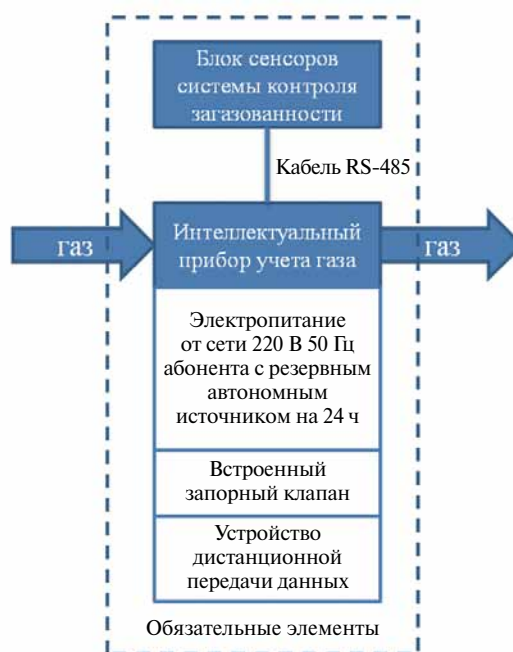 Блок сенсоров
системы контроля
загазованности
Кабель RS-485
газ
Интеллектуальный
прибор учета газа
газ
Электропитание
от сети 220 В 50 Гц
абонента с резервным
автономным
источником на 24 ч
Встроенный
запорный клапан
Устройство
дистанционной
передачи данных
Обязательные элементы